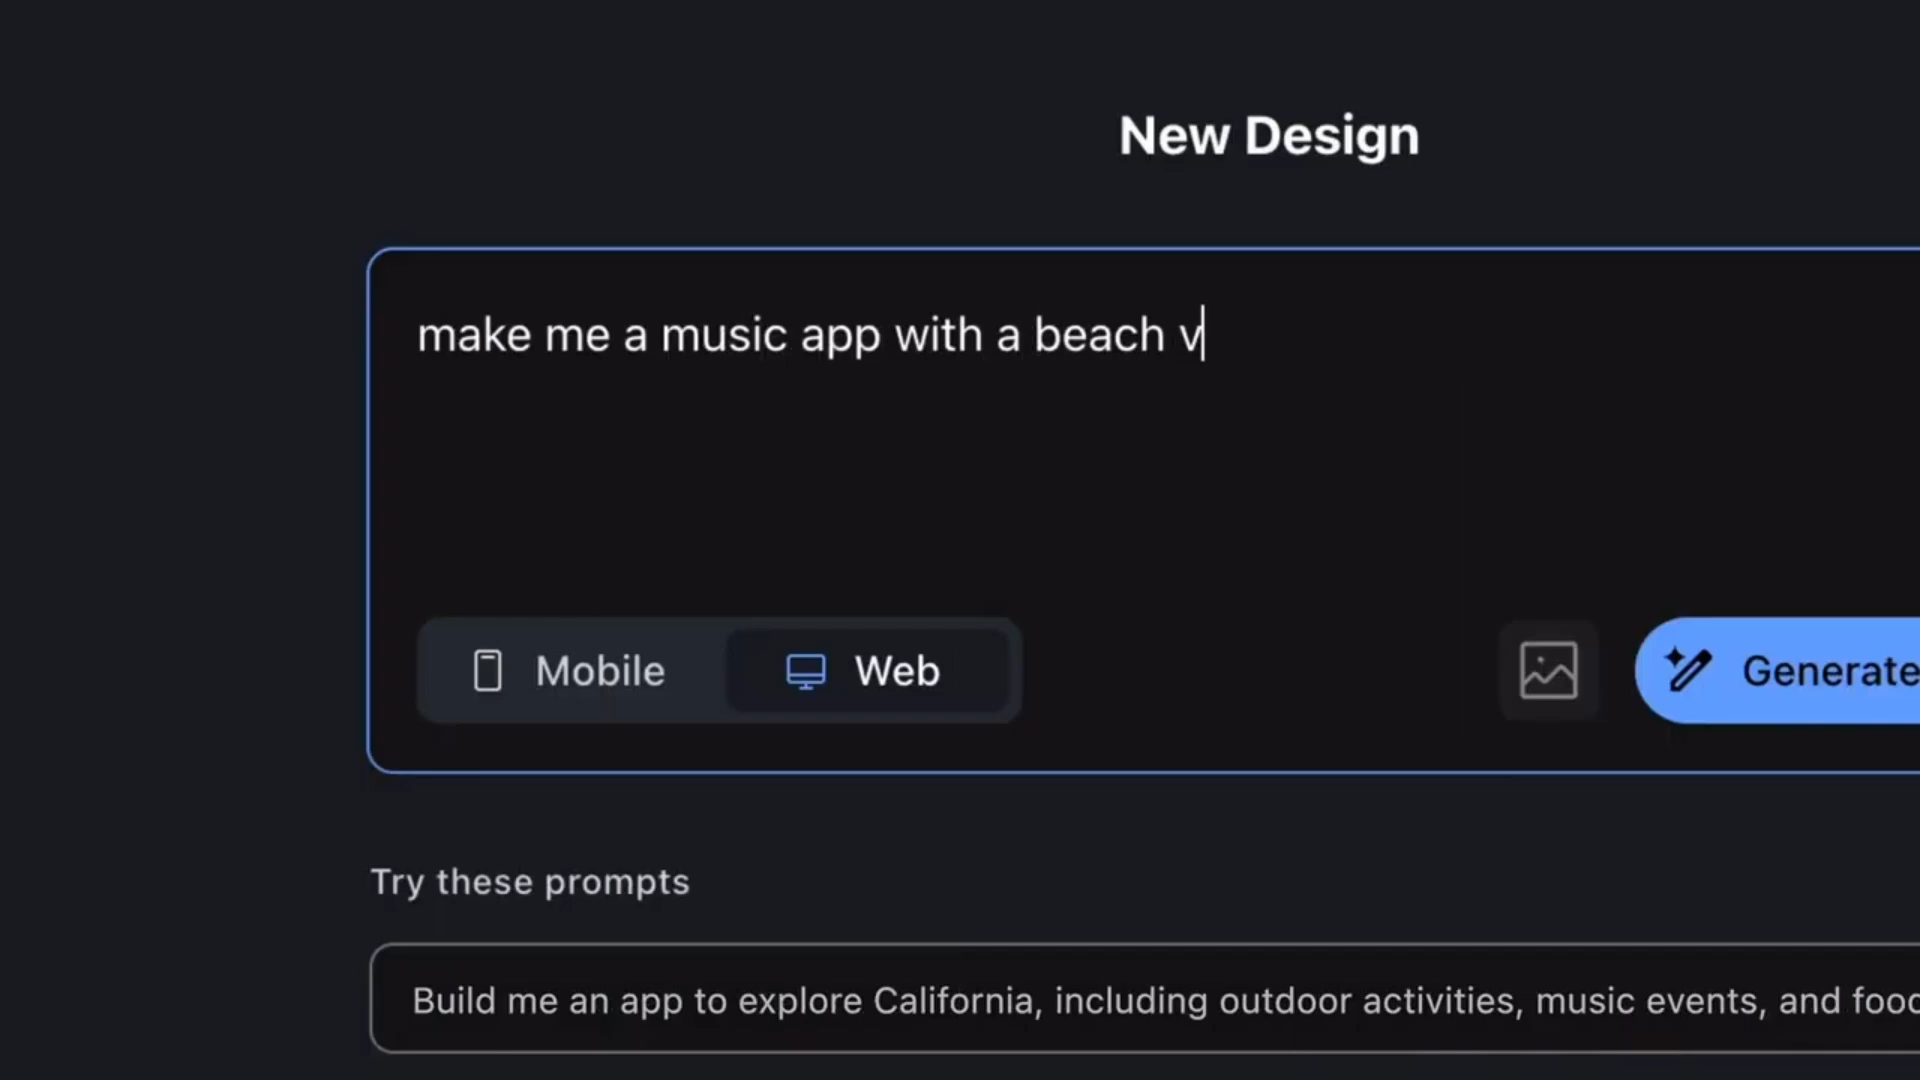 New Design
make me a music app with a beach v
Mobile
Web
Generate
Try these prompts
Build me an app to explore California, including outdoor activities, music events, and